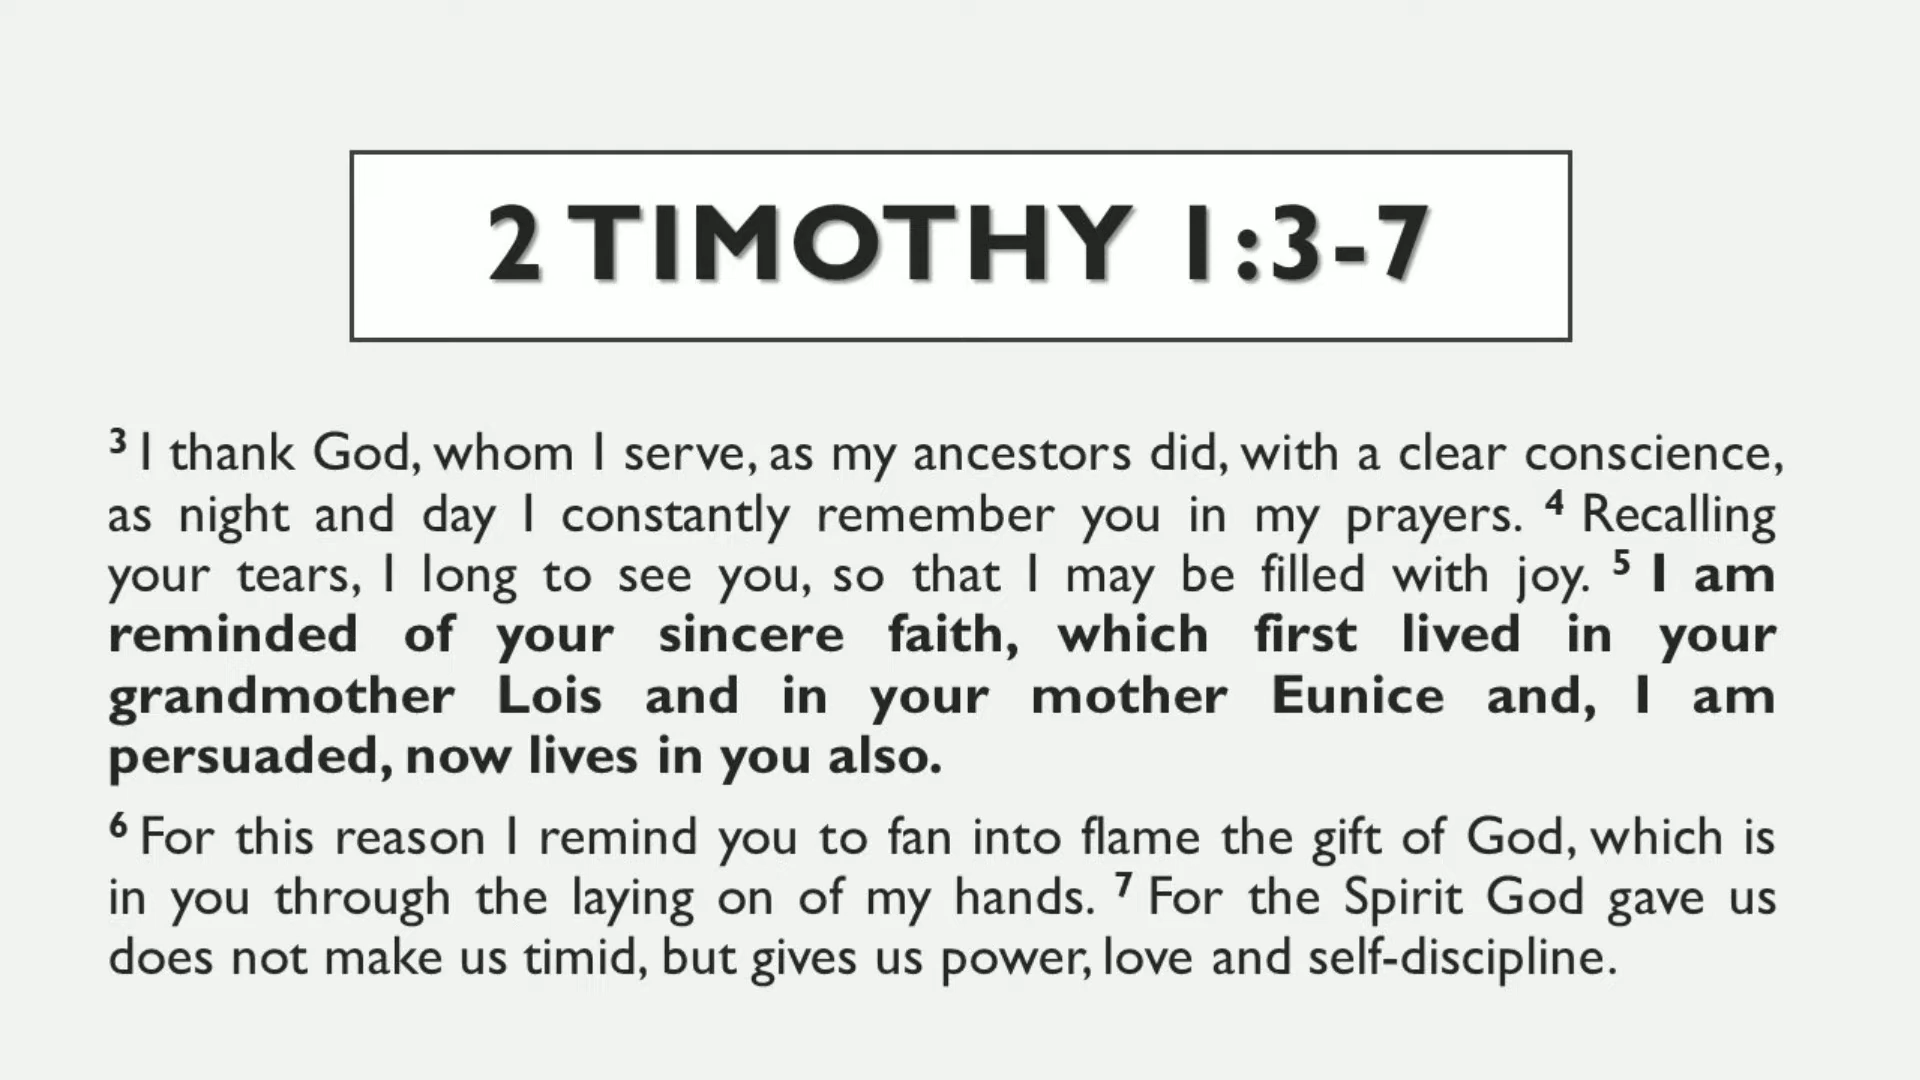 2 TIMOTHY 1:3-7
3 I thank God, whom I serve, as my ancestors did, with a clear conscience,
as night and day I constantly remember you in my prayers. 4 Recalling
your tears, I long to see you, so that I may be filled with joy. 5 I am
reminded of your sincere faith, which first lived in your
grandmother Lois and in your mother Eunice and, I am
persuaded, now lives in you also.
6 For this reason I remind you to fan into flame the gift of God, which is
in you through the laying on of my hands. 7 For the Spirit God gave us
does not make us timid, but gives us power, love and self-discipline.